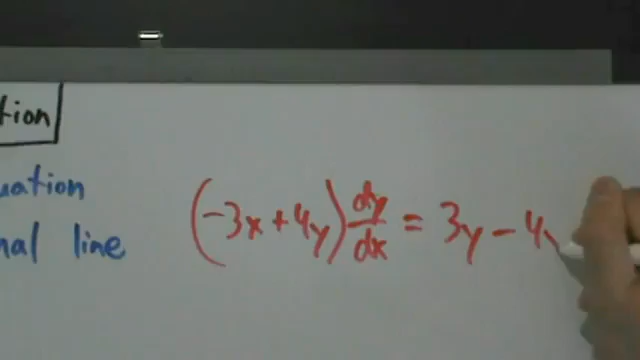 tion
uation
nal line
(-3x + 4y) dy/dx = 3y - 4